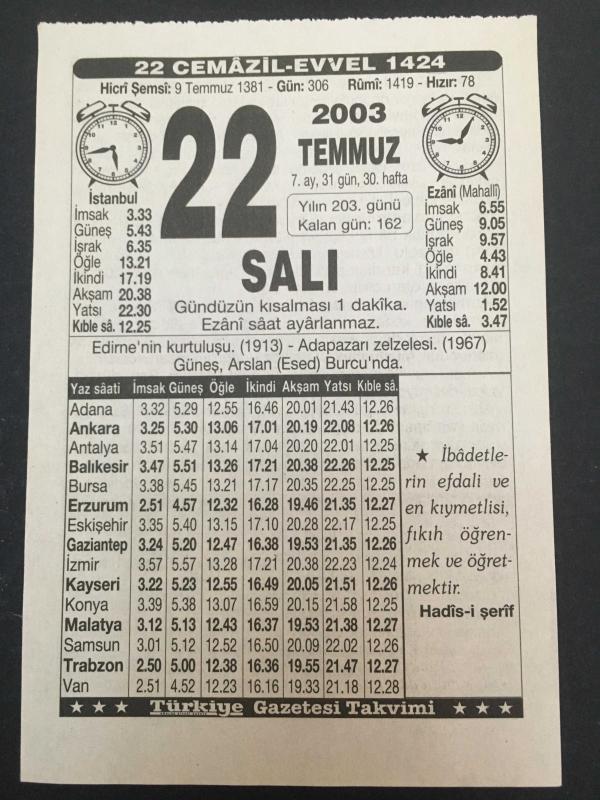 22 CEMÂZİL-EVVEL 1424
Hicrî Şemsî: 9 Temmuz 1381 - Gün: 306 Rûmî: 1419 - Hızır: 78
22
2003
TEMMUZ
7. ay, 31 gün, 30. hafta
Yılın 203. günü
Kalan gün: 162
SALI
Gündüzün kısalması 1 dakîka.
Ezânî sâat ayârlanmaz.
İstanbul
İmsak 3.33
Güneş 5.43
İşrak 6.35
Öğle 13.21
İkindi 17.19
Akşam 20.38
Yatsı 22.30
Kıble sâ. 12.25
Ezânî (Mahallî)
İmsak 6.55
Güneş 9.05
İşrak 9.57
Öğle 4.43
İkindi 8.41
Akşam 12.00
Yatsı 1.52
Kıble sâ. 3.47
Edirne'nin kurtuluşu. (1913) - Adapazarı zelzelesi. (1967)
Güneş, Arslan (Esed) Burcu'nda.
Yaz sâati İmsak Güneş Öğle İkindi Akşam Yatsı Kıble sâ.
Adana 3.32 5.29 12.55 16.46 20.01 21.43 12.26
Ankara 3.25 5.30 13.06 17.01 20.19 22.08 12.26
Antalya 3.51 5.47 13.14 17.04 20.20 22.01 12.25
Balıkesir 3.47 5.51 13.26 17.21 20.38 22.26 12.25
Bursa 3.38 5.45 13.21 17.17 20.35 22.25 12.25
Erzurum 2.51 4.57 12.32 16.28 19.46 21.35 12.27
Eskişehir 3.35 5.40 13.15 17.10 20.28 22.17 12.25
Gaziantep 3.24 5.20 12.47 16.38 19.53 21.35 12.26
İzmir 3.57 5.57 13.28 17.21 20.38 22.23 12.24
Kayseri 3.22 5.23 12.55 16.49 20.05 21.51 12.26
Konya 3.39 5.38 13.07 16.59 20.15 21.58 12.25
Malatya 3.12 5.13 12.43 16.37 19.53 21.38 12.27
Samsun 3.01 5.12 12.52 16.50 20.09 22.02 12.26
Trabzon 2.50 5.00 12.38 16.36 19.55 21.47 12.27
Van 2.51 4.52 12.23 16.16 19.33 21.18 12.28
★ İbâdetle-
rin efdali ve
en kıymetlisi,
fıkıh öğren-
mek ve öğret-
mektir.
Hadîs-i şerîf
★ ★ ★ Türkiye Gazetesi Takvimi ★ ★ ★